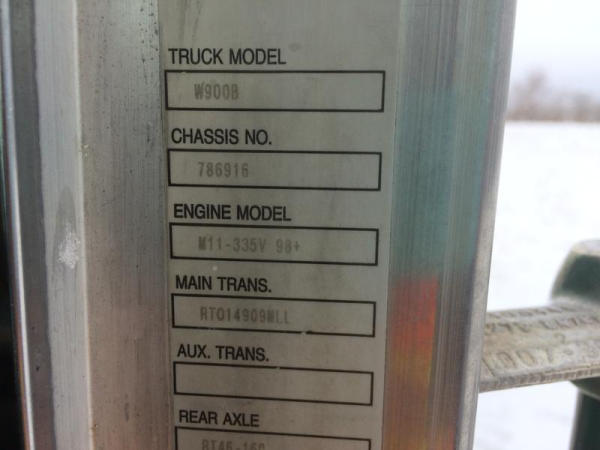 TRUCK MODEL
W900B
CHASSIS NO.
786916
ENGINE MODEL
M11-335V 98+
MAIN TRANS.
RTO14909MLL
AUX. TRANS.
REAR AXLE